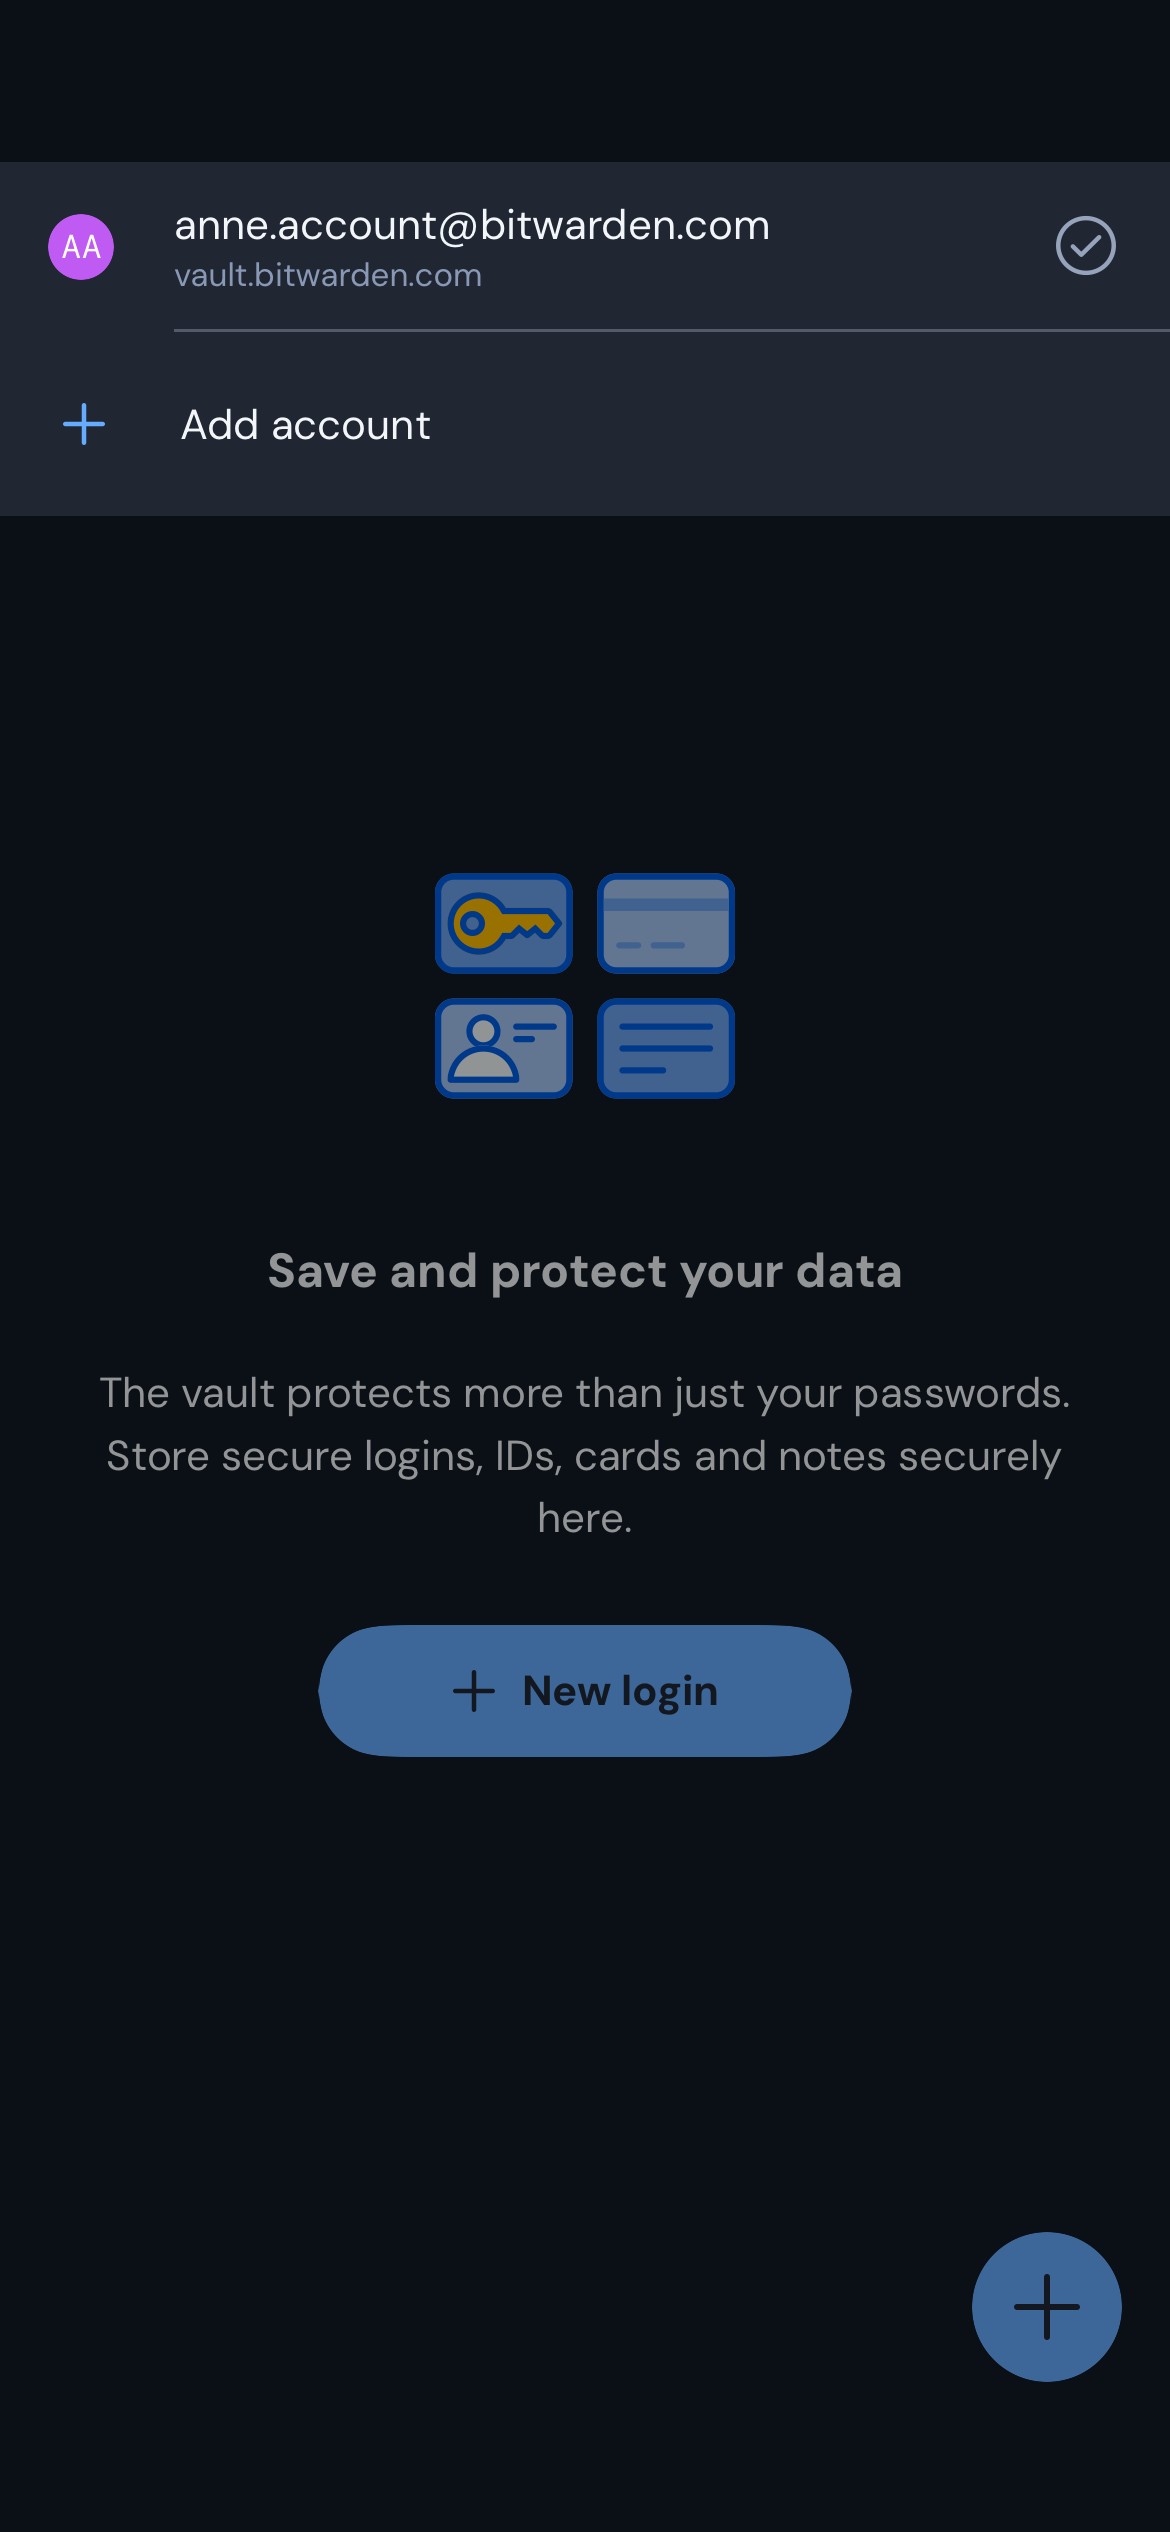 AA
anne.account@bitwarden.com
vault.bitwarden.com
Add account
Save and protect your data
The vault protects more than just your passwords.
Store secure logins, IDs, cards and notes securely
here.
New login